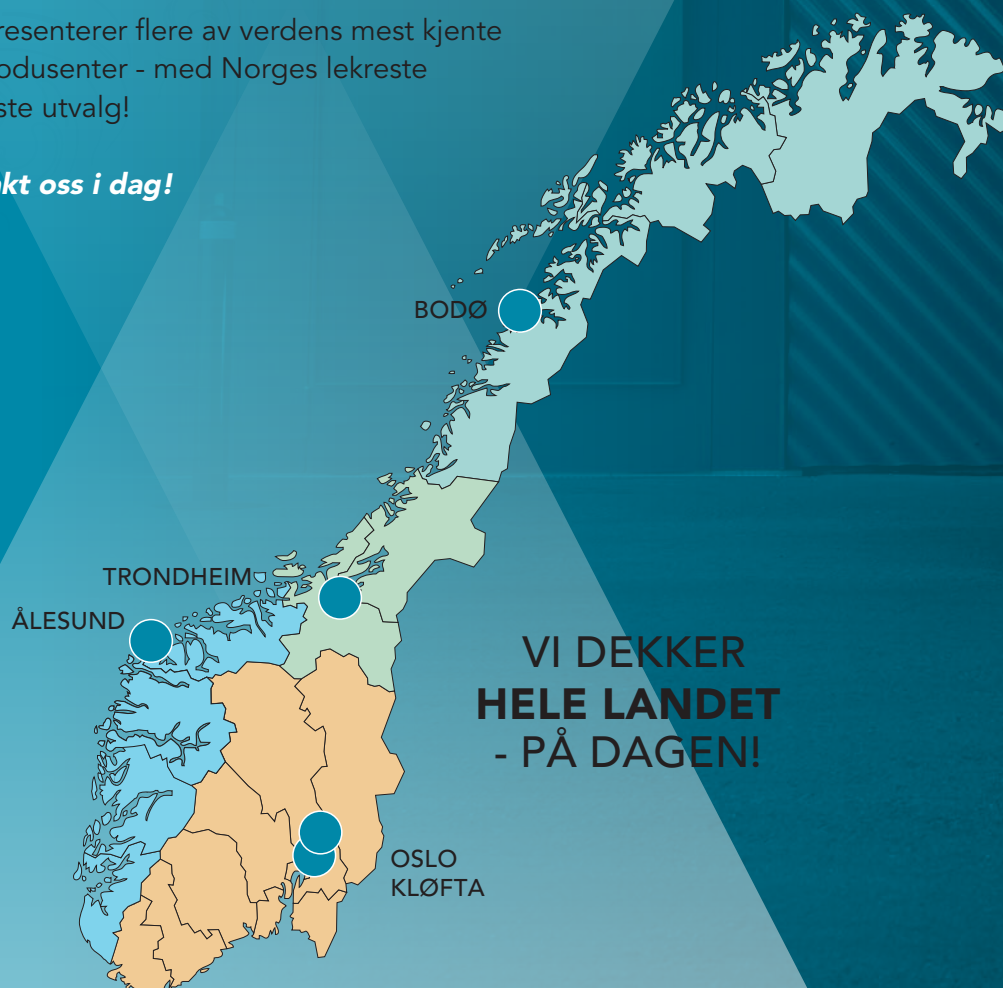 resenterer flere av verdens mest kjente
odusenter - med Norges lekreste
ste utvalg!
kt oss i dag!
BODØ
TRONDHEIM
ÅLESUND
VI DEKKER
HELE LANDET
- PÅ DAGEN!
OSLO
KLØFTA